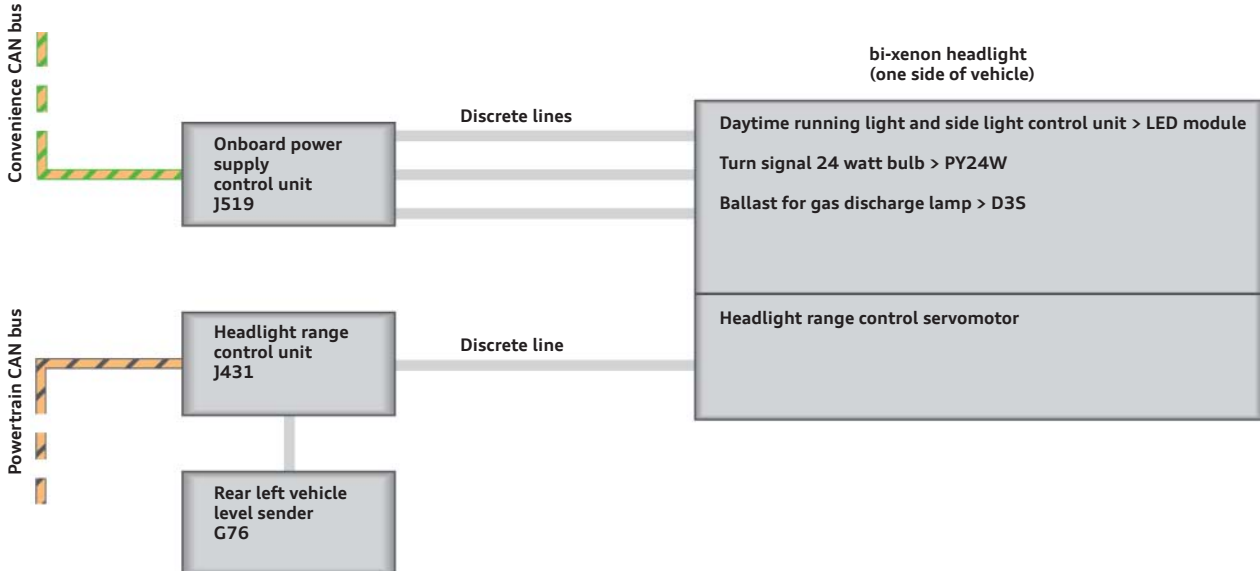 Convenience CAN bus
bi-xenon headlight
(one side of vehicle)
Discrete lines
Onboard power
supply
control unit
J519
Daytime running light and side light control unit > LED module
Turn signal 24 watt bulb > PY24W
Ballast for gas discharge lamp > D3S
Powertrain CAN bus
Headlight range
control unit
J431
Discrete line
Headlight range control servomotor
Rear left vehicle
level sender
G76